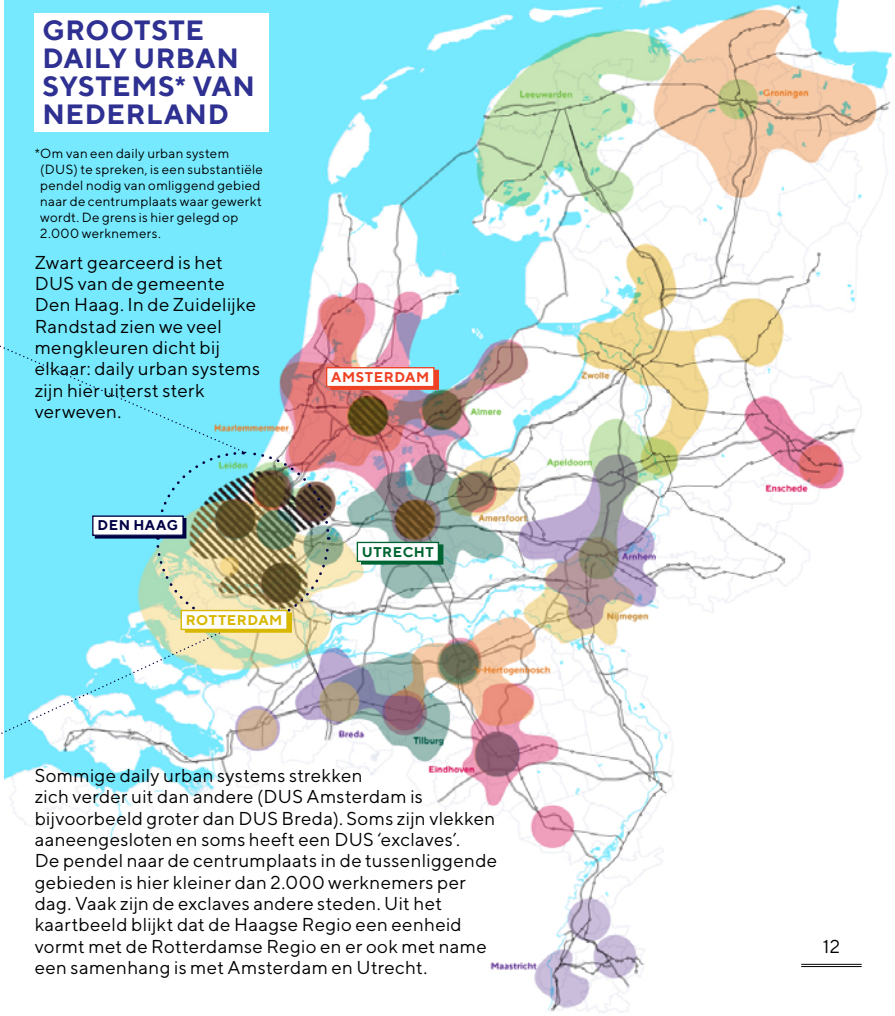 GROOTSTE
DAILY URBAN
SYSTEMS* VAN
NEDERLAND
*Om van een daily urban system
(DUS) te spreken, is een substantiële
pendel nodig van omliggend gebied
naar de centrumplaats waar gewerkt
wordt. De grens is hier gelegd op
2.000 werknemers.
Zwart gearceerd is het
DUS van de gemeente
Den Haag. In de Zuidelijke
Randstad zien we veel
mengkleuren dicht bij
elkaar: daily urban systems
zijn hier uiterst sterk
verweven.
Leeuwarden
Groningen
AMSTERDAM
Zwolle
Almere
Haarlemmermeer
Leiden
Apeldoorn
Enschede
DEN HAAG
Amersfoort
UTRECHT
Arnhem
ROTTERDAM
Nijmegen
-Hertogenbosch
Breda
Tilburg
Eindhoven
Sommige daily urban systems strekken
zich verder uit dan andere (DUS Amsterdam is
bijvoorbeeld groter dan DUS Breda). Soms zijn vlekken
aaneengesloten en soms heeft een DUS ‘exclaves’.
De pendel naar de centrumplaats in de tussenliggende
gebieden is hier kleiner dan 2.000 werknemers per
dag. Vaak zijn de exclaves andere steden. Uit het
kaartbeeld blijkt dat de Haagse Regio een eenheid
vormt met de Rotterdamse Regio en er ook met name
een samenhang is met Amsterdam en Utrecht.
Maastricht
12